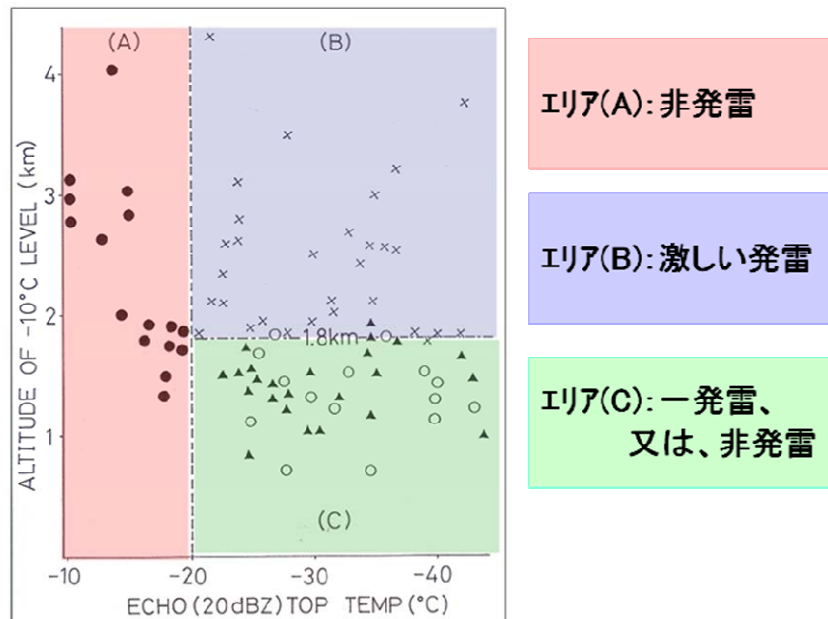 (A)
(B)
4
3
2
1
ALTITUDE OF -10°C LEVEL (km)
1.8km
(C)
-10
-20
-30
-40
ECHO (20dBZ) TOP TEMP (°C)
エリア(A):非発雷
エリア(B):激しい発雷
エリア(C):一発雷、
又は、非発雷